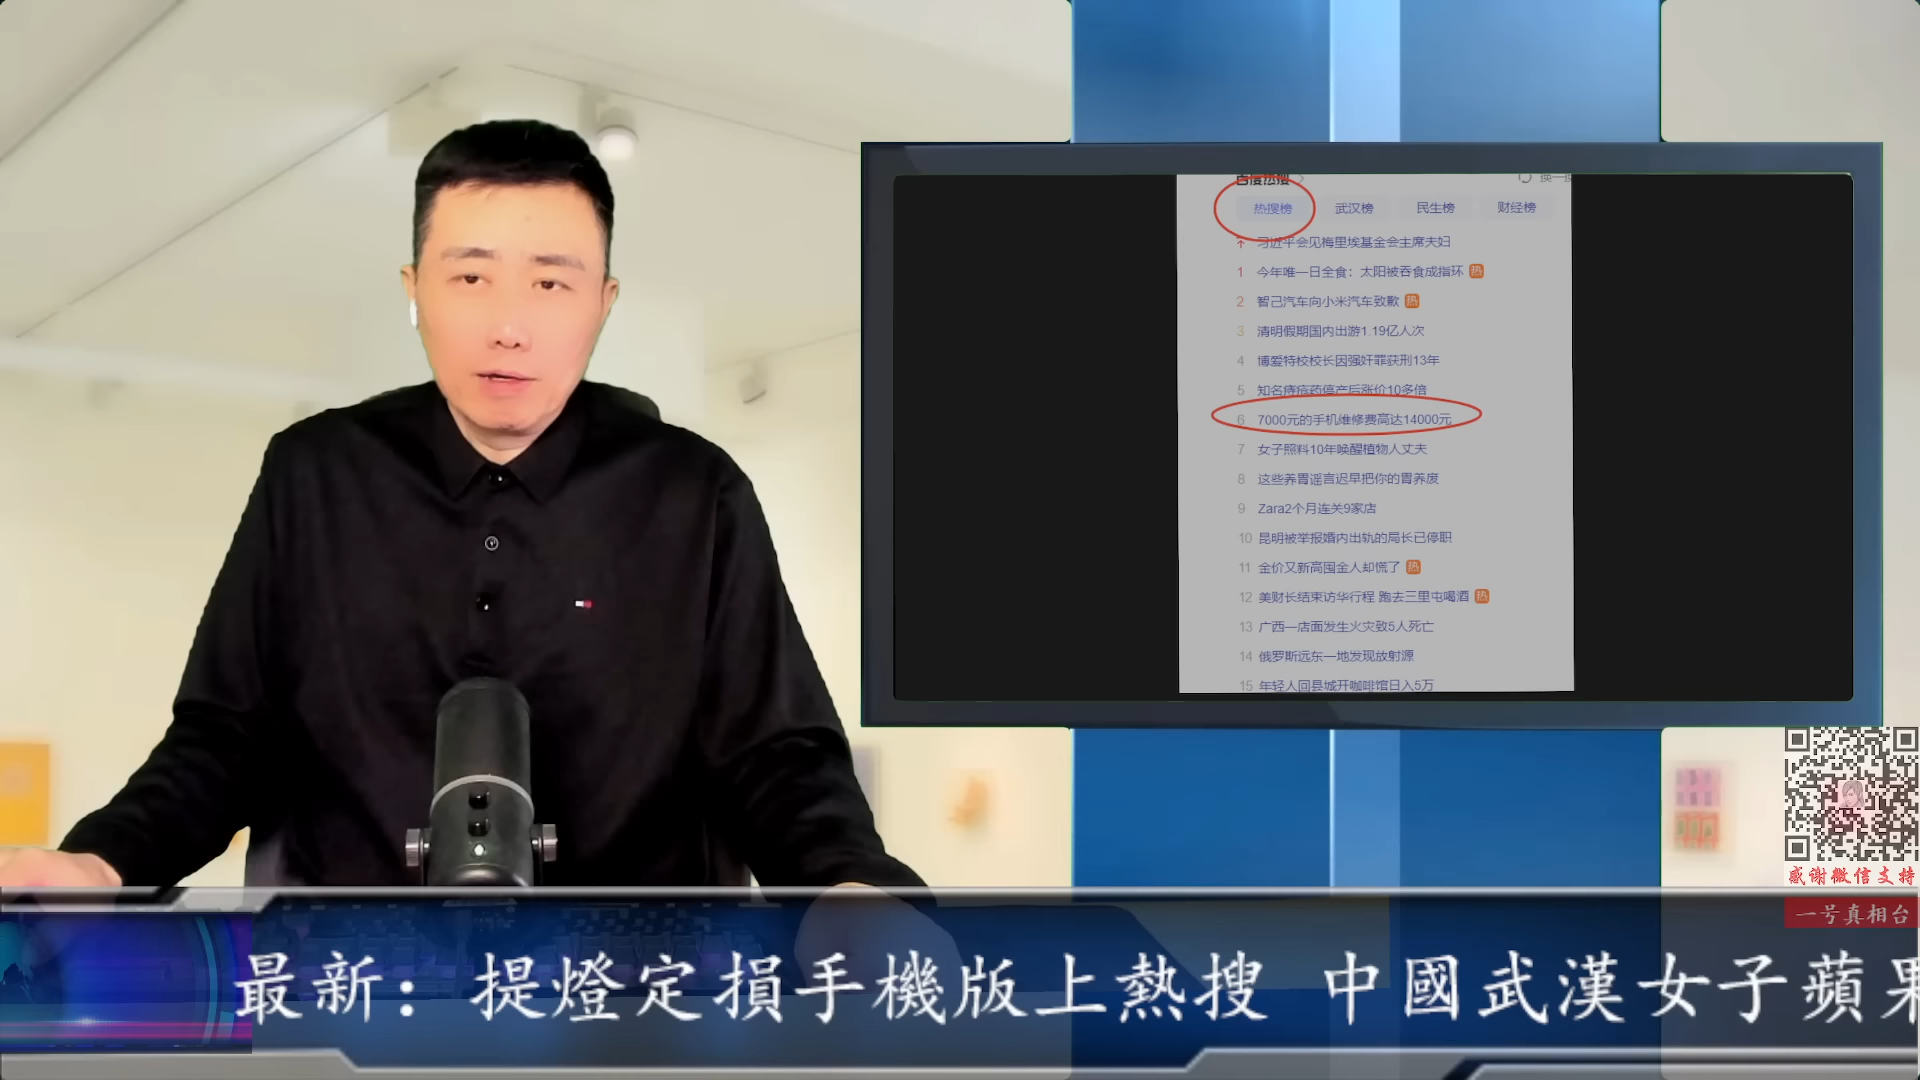 百度热搜
换一换
热搜榜 武汉榜 民生榜 财经榜
习近平会见梅里埃基金会主席夫妇
1 今年唯一日全食：太阳被吞食成指环 热
2 智己汽车向小米汽车致歉 热
3 清明假期国内出游1.19亿人次
4 博爱特校校长因强奸罪获刑13年
5 知名痔疮药停产后涨价10多倍
6 7000元的手机维修费高达14000元
7 女子照料10年唤醒植物人丈夫
8 这些养胃谣言迟早把你的胃养废
9 Zara2个月连关9家店
10 昆明被举报婚内出轨的局长已停职
11 金价又新高囤金人却慌了 热
12 美财长结束访华行程 跑去三里屯喝酒 热
13 广西一店面发生火灾致5人死亡
14 俄罗斯远东一地发现放射源
15 年轻人回县城开咖啡馆日入5万
感谢微信支持
一号真相台
最新：提燈定損手機版上熱搜 中國武漢女子蘋果